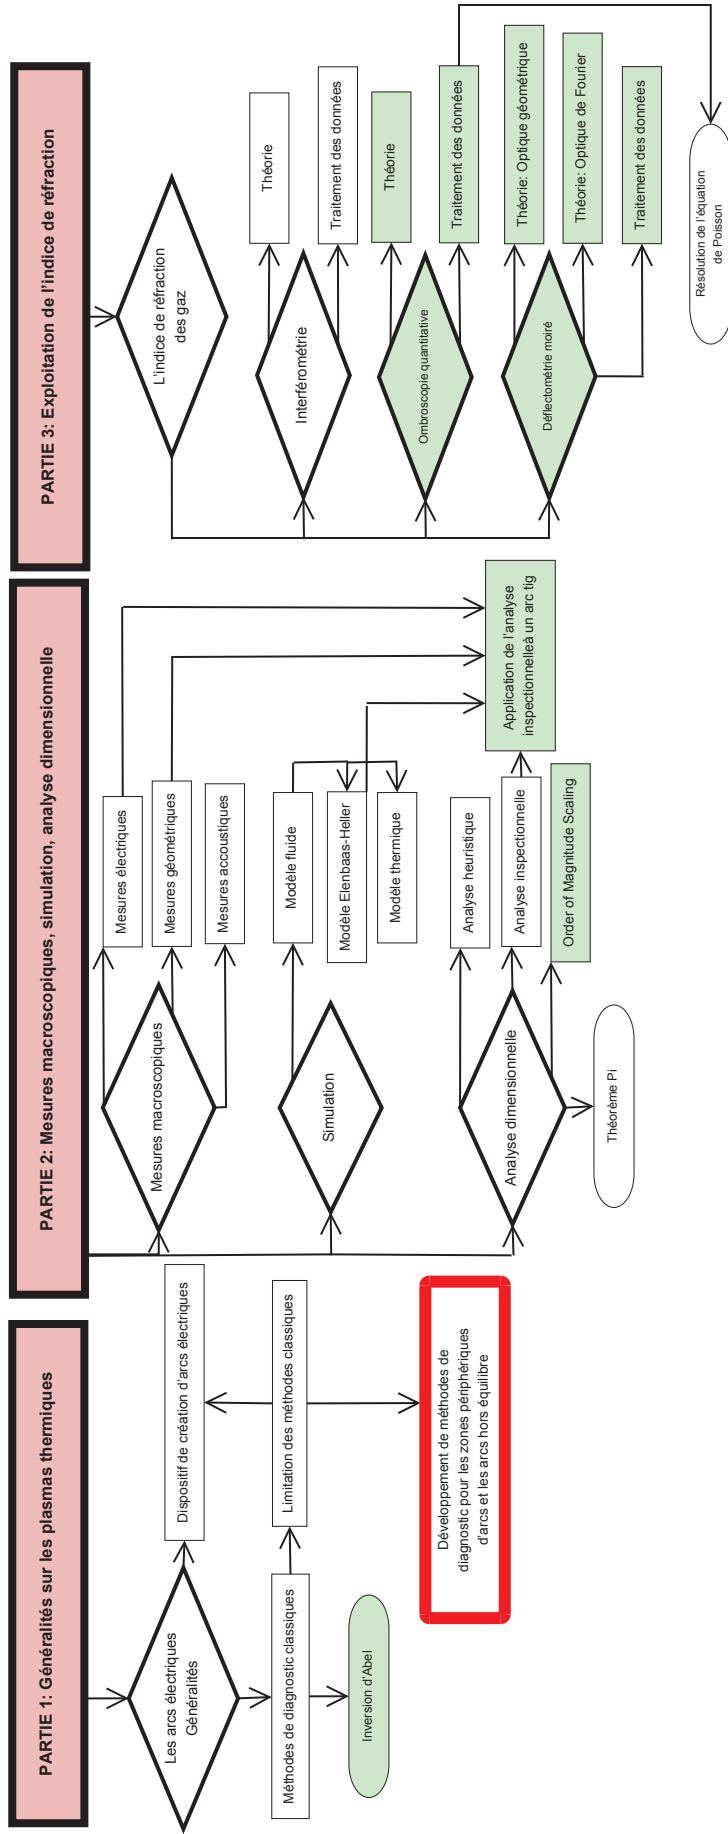 PARTIE 1: Généralités sur les plasmas thermiques
Les arcs électriques
Généralités
Dispositif de création d'arcs électriques
Méthodes de diagnostic classiques
Limitation des méthodes classiques
Inversion d'Abel
Développement de méthodes de
diagnostic pour les zones périphériques
d'arcs et les arcs hors équilibre
PARTIE 2: Mesures macroscopiques, simulation, analyse dimensionnelle
Mesures macroscopiques
Mesures électriques
Mesures géométriques
Mesures accoustiques
Simulation
Modèle fluide
Modèle Elenbaas-Heller
Modèle thermique
Analyse dimensionnelle
Analyse heuristique
Analyse inspectionnelle
Order of Magnitude Scaling
Théorème Pi
Application de l'analyse
inspectionnelleà un arc tig
PARTIE 3: Exploitation de l'indice de réfraction
L'indice de réfraction
des gaz
Interférométrie
Théorie
Traitement des données
Ombroscopie quantitative
Théorie
Traitement des données
Déflectométrie moiré
Théorie: Optique géométrique
Théorie: Optique de Fourier
Traitement des données
Résolution de l'équation
de Poisson